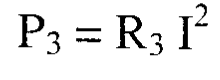 P₃ = R₃ I²